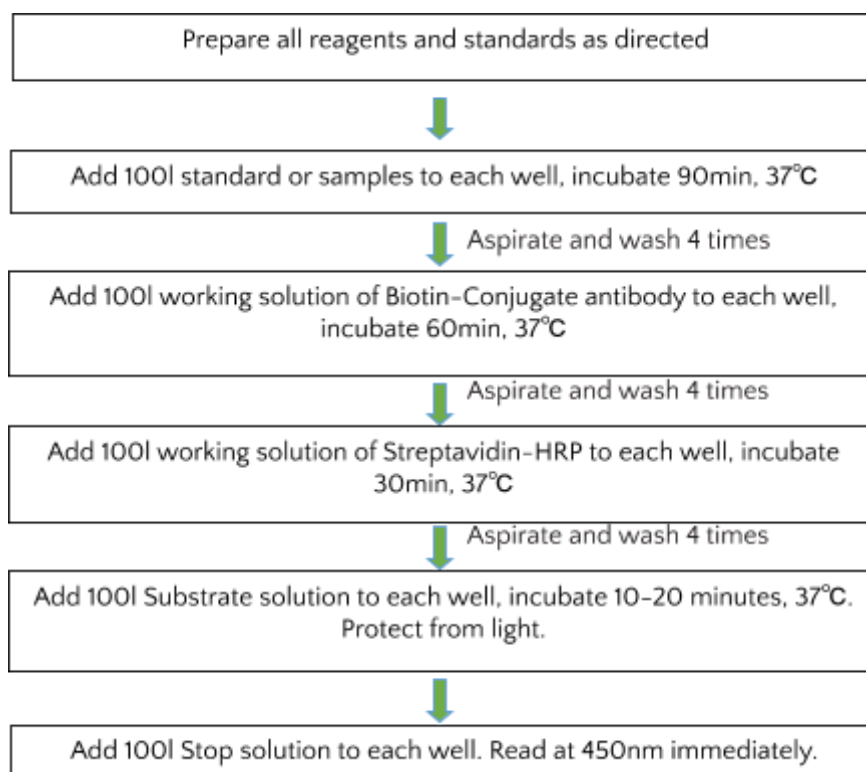 Prepare all reagents and standards as directed
Add 100l standard or samples to each well, incubate 90min, 37℃
Aspirate and wash 4 times
Add 100l working solution of Biotin-Conjugate antibody to each well,
incubate 60min, 37℃
Aspirate and wash 4 times
Add 100l working solution of Streptavidin-HRP to each well, incubate
30min, 37℃
Aspirate and wash 4 times
Add 100l Substrate solution to each well, incubate 10-20 minutes, 37℃.
Protect from light.
Add 100l Stop solution to each well. Read at 450nm immediately.